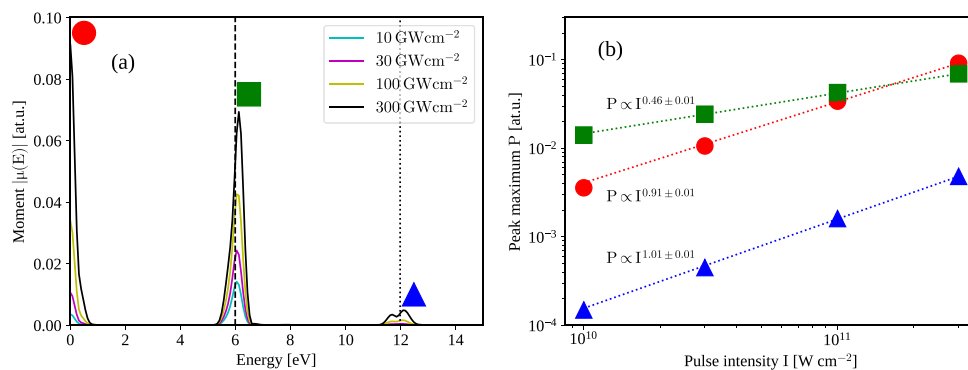 (a)
10 GWcm⁻²
30 GWcm⁻²
100 GWcm⁻²
300 GWcm⁻²
Moment |μ(E)| [at.u.]
0.10
0.08
0.06
0.04
0.02
0.00
0 2 4 6 8 10 12 14
Energy [eV]
(b)
P ∝ I^0.46 ± 0.01
P ∝ I^0.91 ± 0.01
P ∝ I^1.01 ± 0.01
Peak maximum P [at.u.]
10⁻¹
10⁻²
10⁻³
10⁻⁴
10¹⁰ 10¹¹
Pulse intensity I [W cm⁻²]